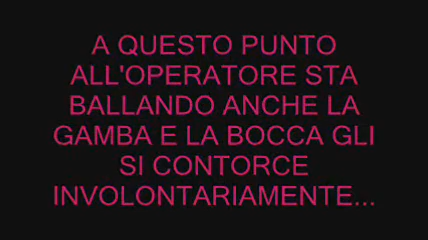 A QUESTO PUNTO
ALL'OPERATORE STA
BALLANDO ANCHE LA
GAMBA E LA BOCCA GLI
SI CONTORCE
INVOLONTARIAMENTE...